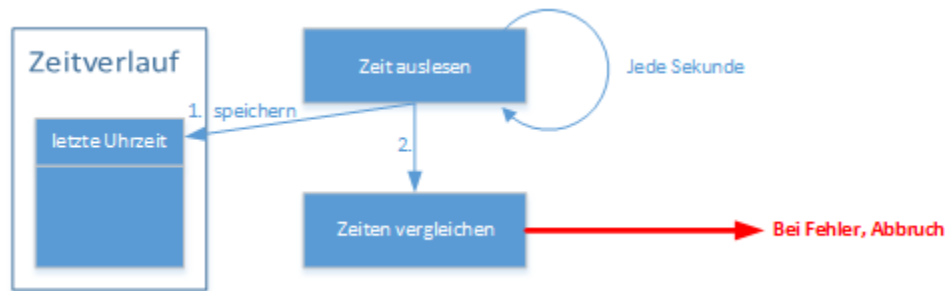 Zeitverlauf
Zeit auslesen
Jede Sekunde
1. speichern
letzte Uhrzeit
2.
Zeiten vergleichen
Bei Fehler, Abbruch